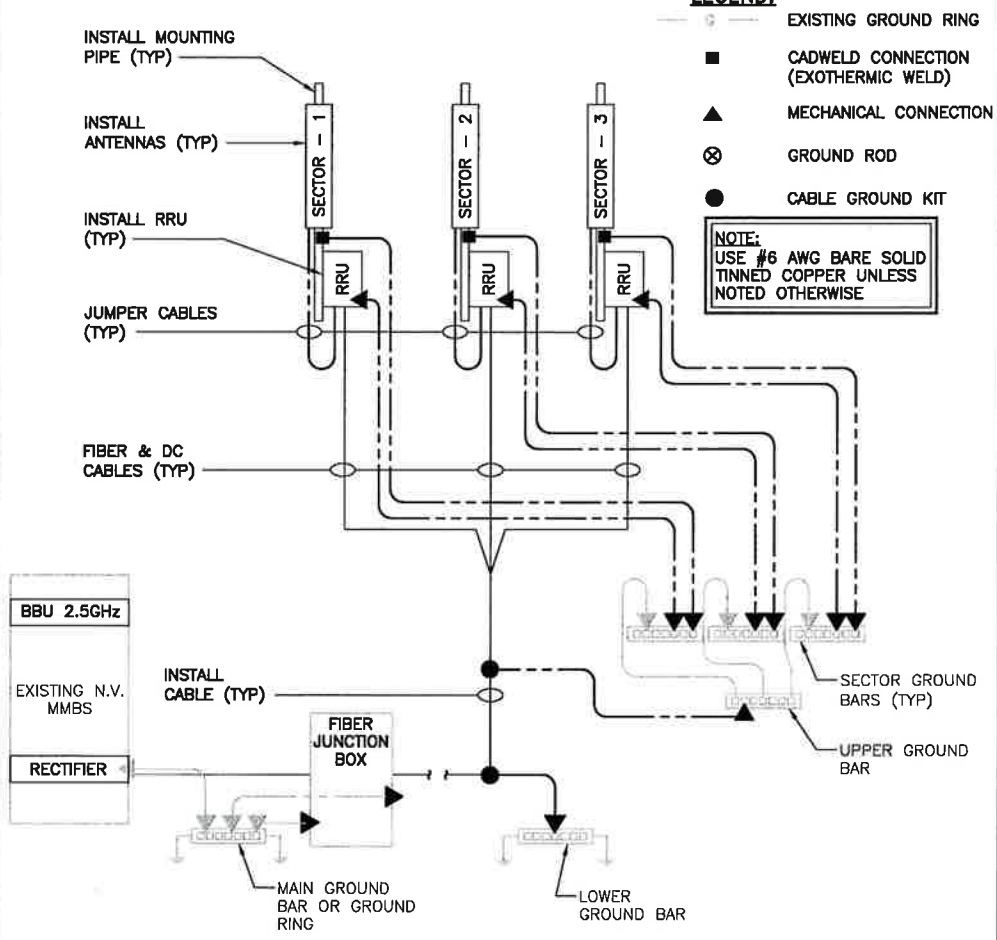 LEGEND:
G
EXISTING GROUND RING
CADWELD CONNECTION
(EXOTHERMIC WELD)
MECHANICAL CONNECTION
GROUND ROD
CABLE GROUND KIT
NOTE:
USE #6 AWG BARE SOLID
TINNED COPPER UNLESS
NOTED OTHERWISE
INSTALL MOUNTING
PIPE (TYP)
INSTALL
ANTENNAS (TYP)
INSTALL RRU
(TYP)
JUMPER CABLES
(TYP)
FIBER & DC
CABLES (TYP)
SECTOR - 1
SECTOR - 2
SECTOR - 3
RRU
RRU
RRU
BBU 2.5GHz
EXISTING N.V.
MMBS
RECTIFIER
INSTALL
CABLE (TYP)
FIBER
JUNCTION
BOX
SECTOR GROUND
BARS (TYP)
UPPER GROUND
BAR
MAIN GROUND
BAR OR GROUND
RING
LOWER
GROUND BAR